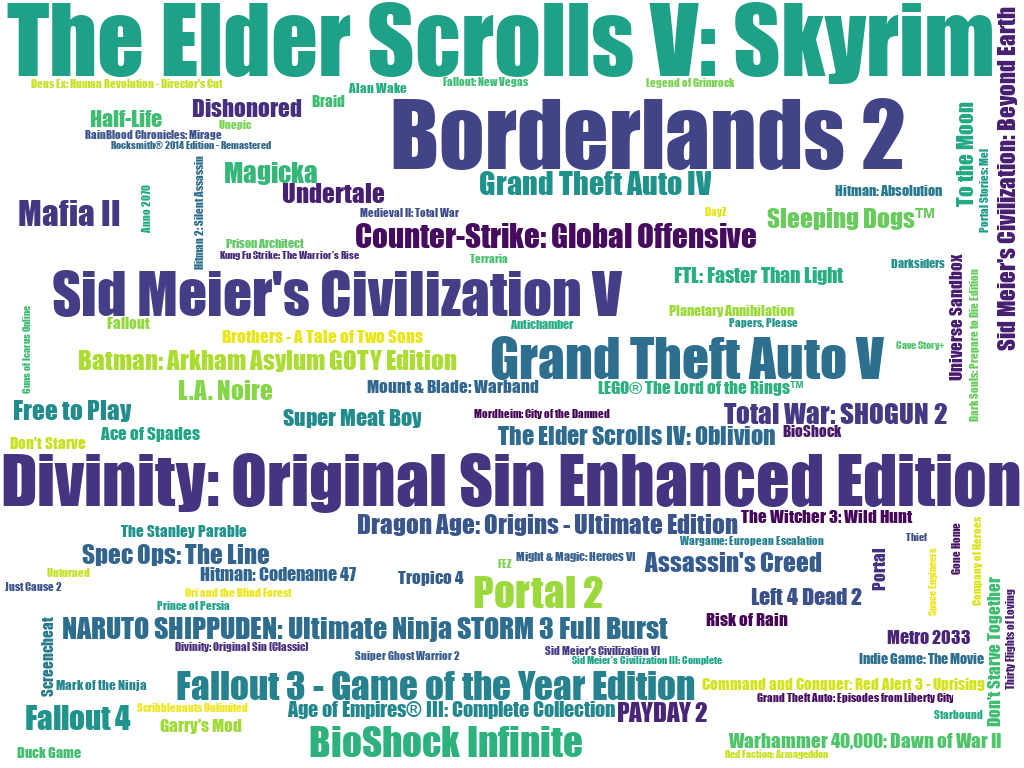 The Elder Scrolls V: Skyrim
Sid Meier's Civilization: Beyond Earth
Deus Ex: Human Revolution - Director's Cut
Fallout: New Vegas
Legend of Grimrock
Alan Wake
Braid
Dishonored
Half-Life
Unepic
Borderlands 2
To the Moon
RainBlood Chronicles: Mirage
Rocksmith® 2014 Edition - Remastered
Portal Stories: Mel
Hitman 2: Silent Assassin
Magicka
Grand Theft Auto IV
Undertale
Hitman: Absolution
Anno 2070
Mafia II
Medieval II: Total War
DayZ
Sleeping Dogs™
Counter-Strike: Global Offensive
Prison Architect
Kung Fu Strike: The Warrior's Rise
Terraria
Darksiders
FTL: Faster Than Light
Universe Sandbox
Dark Souls: Prepare to Die Edition
Sid Meier's Civilization V
Planetary Annihilation
Papers, Please
Antichamber
Fallout
Guns of Icarus Online
Brothers - A Tale of Two Sons
Batman: Arkham Asylum GOTY Edition
Grand Theft Auto V
Cave Story+
L.A. Noire
Mount & Blade: Warband
LEGO® The Lord of the Rings™
Free to Play
Super Meat Boy
Mordheim: City of the Damned
Total War: SHOGUN 2
Ace of Spades
Don't Starve
The Elder Scrolls IV: Oblivion
BioShock
Divinity: Original Sin Enhanced Edition
The Witcher 3: Wild Hunt
Dragon Age: Origins - Ultimate Edition
The Stanley Parable
Wargame: European Escalation
Thief
Gone Home
Company of Heroes
Spec Ops: The Line
Might & Magic: Heroes VI
FEZ
Assassin's Creed
Portal
Space Engineers
Unturned
Hitman: Codename 47
Tropico 4
Just Cause 2
Ori and the Blind Forest
Prince of Persia
Portal 2
Left 4 Dead 2
Don't Starve Together
Thirty Flights of Loving
Risk of Rain
NARUTO SHIPPUDEN: Ultimate Ninja STORM 3 Full Burst
Metro 2033
Screencheat
Divinity: Original Sin (Classic)
Sniper Ghost Warrior 2
Sid Meier's Civilization VI
Sid Meier's Civilization III: Complete
Indie Game: The Movie
Mark of the Ninja
Fallout 3 - Game of the Year Edition
Command and Conquer: Red Alert 3 - Uprising
Grand Theft Auto: Episodes from Liberty City
Scribblenauts Unlimited
Age of Empires® III: Complete Collection
PAYDAY 2
Starbound
Fallout 4
Garry's Mod
BioShock Infinite
Warhammer 40,000: Dawn of War II
Duck Game
Red Faction: Armageddon